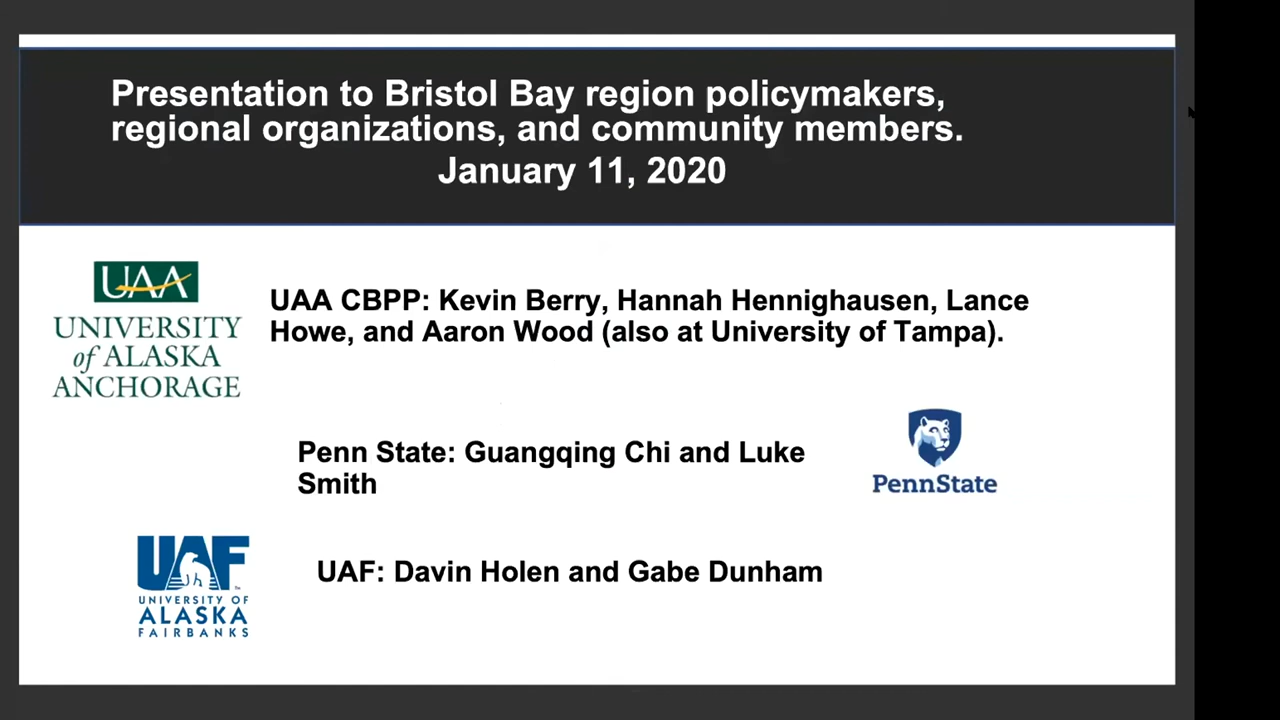 Presentation to Bristol Bay region policymakers,
regional organizations, and community members.
January 11, 2020
UAA
UNIVERSITY
of ALASKA
ANCHORAGE
UAA CBPP: Kevin Berry, Hannah Hennighausen, Lance
Howe, and Aaron Wood (also at University of Tampa).
Penn State: Guangqing Chi and Luke
Smith
PennState
UAF
UNIVERSITY OF
ALASKA
FAIRBANKS
UAF: Davin Holen and Gabe Dunham